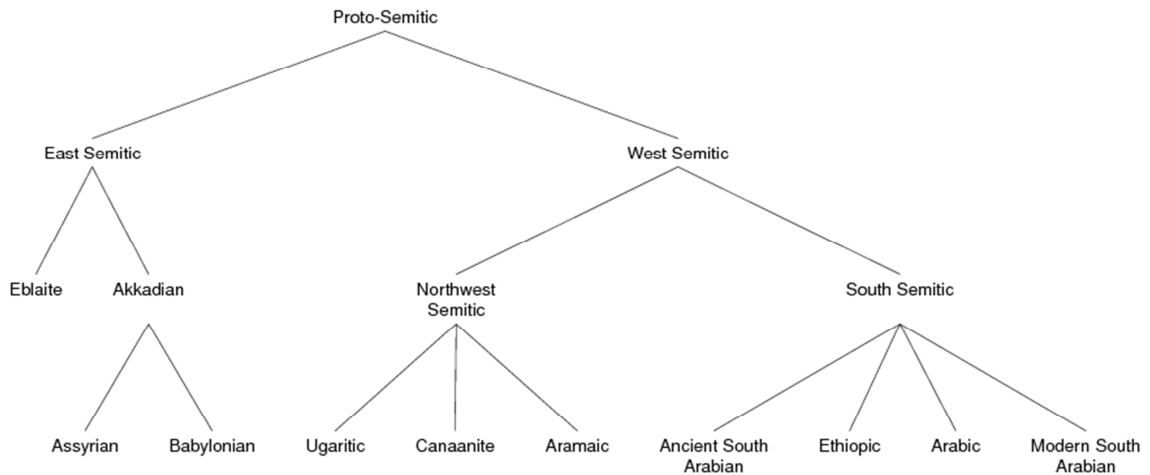 Proto-Semitic
East Semitic
West Semitic
Eblaite
Akkadian
Northwest
Semitic
South Semitic
Assyrian
Babylonian
Ugaritic
Canaanite
Aramaic
Ancient South
Arabian
Ethiopic
Arabic
Modern South
Arabian